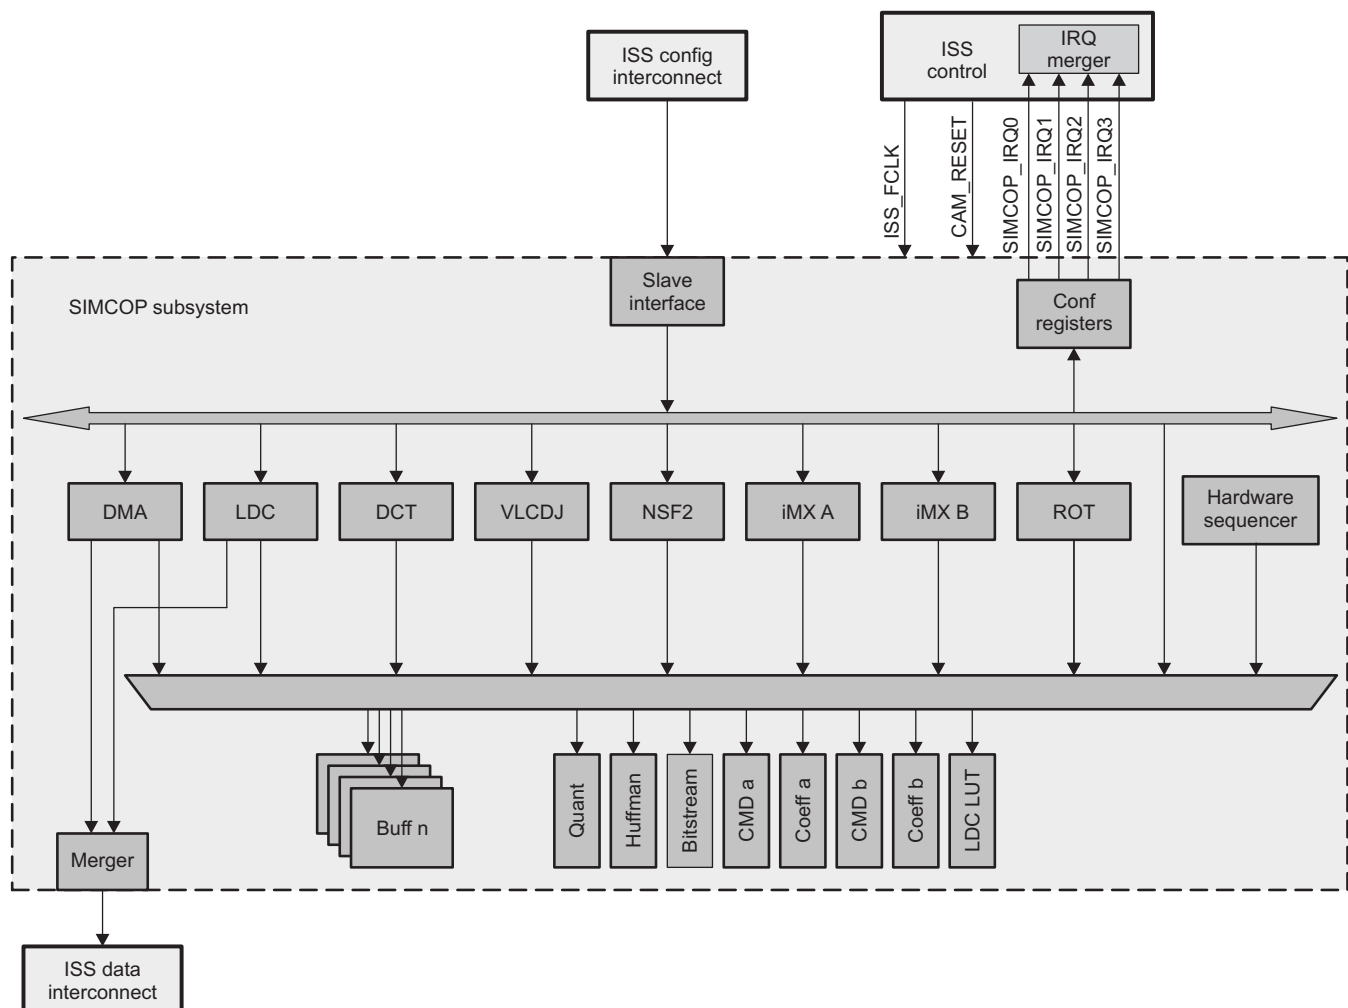 ISS config
interconnect
ISS
control
IRQ
merger
ISS_FCLK
CAM_RESET
SIMCOP_IRQ0
SIMCOP_IRQ1
SIMCOP_IRQ2
SIMCOP_IRQ3
SIMCOP subsystem
Slave
interface
Conf
registers
DMA
LDC
DCT
VLCDJ
NSF2
iMX A
iMX B
ROT
Hardware
sequencer
Buff n
Quant
Huffman
Bitstream
CMD a
Coeff a
CMD b
Coeff b
LDC LUT
Merger
ISS data
interconnect